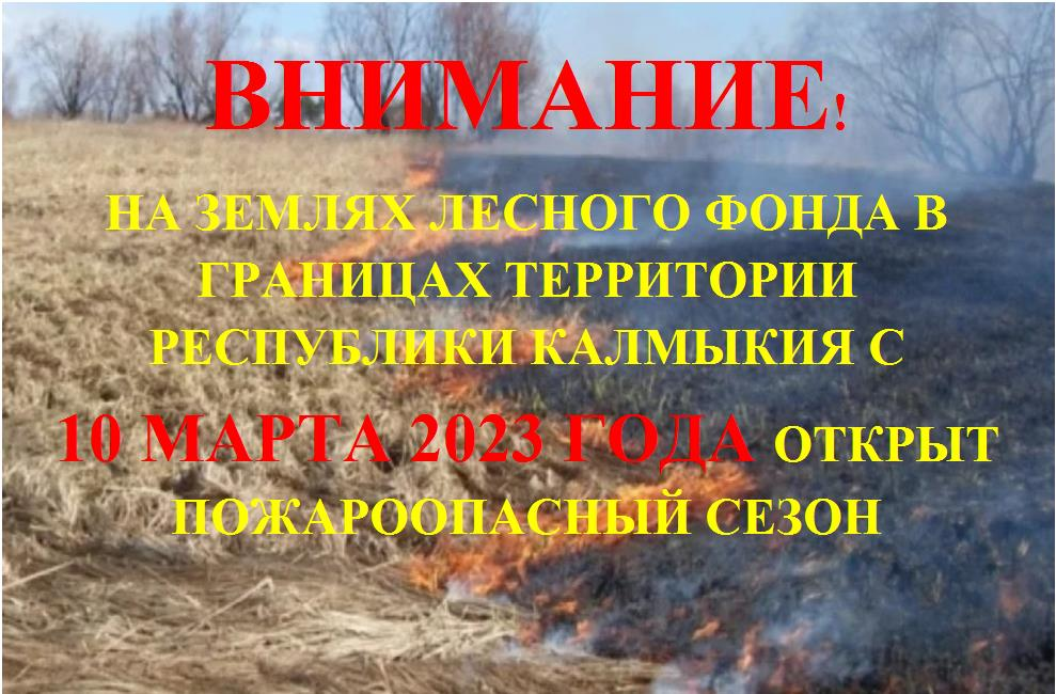 ВНИМАНИЕ!
НА ЗЕМЛЯХ ЛЕСНОГО ФОНДА В
ГРАНИЦАХ ТЕРРИТОРИИ
РЕСПУБЛИКИ КАЛМЫКИЯ С
10 МАРТА 2023 ГОДА ОТКРЫТ
ПОЖАРООПАСНЫЙ СЕЗОН